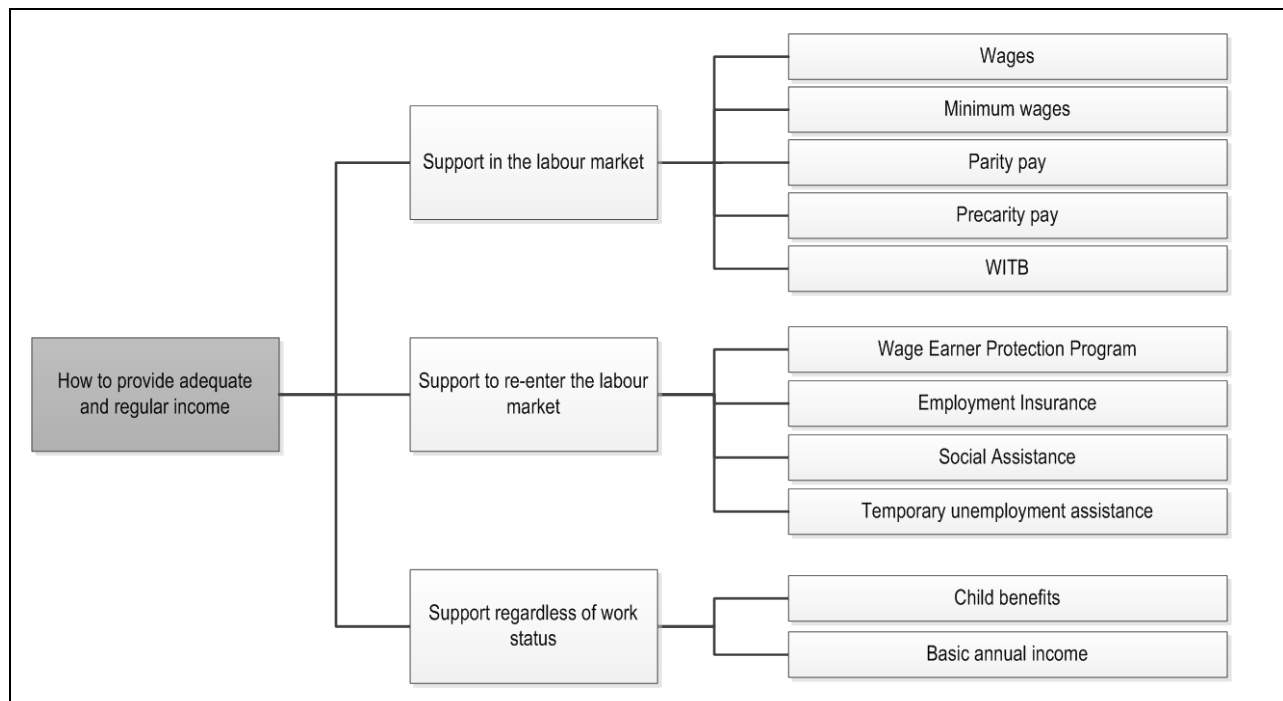 How to provide adequate
and regular income
Support in the labour market
Wages
Minimum wages
Parity pay
Precarity pay
WITB
Support to re-enter the labour
market
Wage Earner Protection Program
Employment Insurance
Social Assistance
Temporary unemployment assistance
Support regardless of work
status
Child benefits
Basic annual income